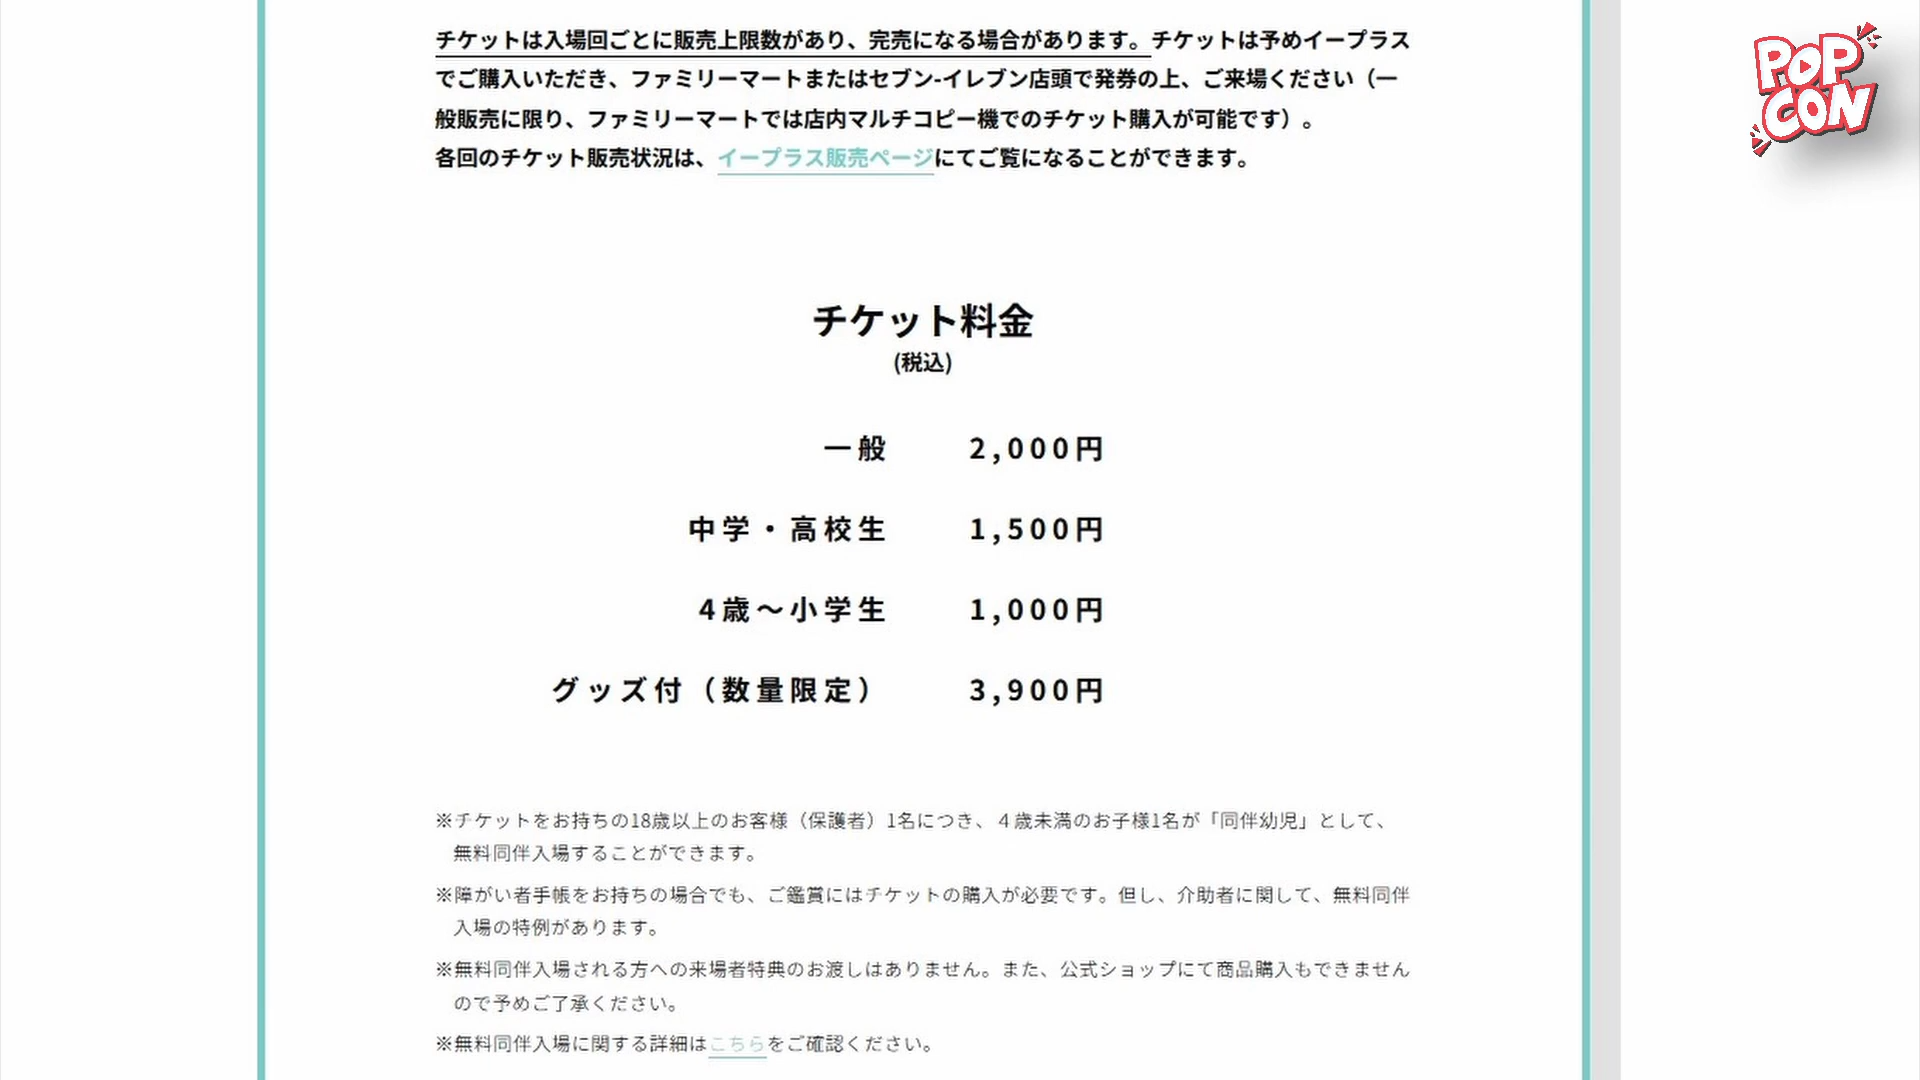 チケットは入場回ごとに販売上限数があり、完売になる場合があります。チケットは予めイープラス
でご購入いただき、ファミリーマートまたはセブン-イレブン店頭で発券の上、ご来場ください（一
般販売に限り、ファミリーマートでは店内マルチコピー機でのチケット購入が可能です）。
各回のチケット販売状況は、イープラス販売ページにてご覧になることができます。
POP
CON
チケット料金
(税込)
一般 2,000円
中学・高校生 1,500円
4歳〜小学生 1,000円
グッズ付（数量限定） 3,900円
※チケットをお持ちの18歳以上のお客様（保護者）1名につき、４歳未満のお子様1名が「同伴幼児」として、
無料同伴入場することができます。
※障がい者手帳をお持ちの場合でも、ご鑑賞にはチケットの購入が必要です。但し、介助者に関して、無料同伴
入場の特例があります。
※無料同伴入場される方への来場者特典のお渡しはありません。また、公式ショップにて商品購入もできません
ので予めご了承ください。
※無料同伴入場に関する詳細はこちらをご確認ください。